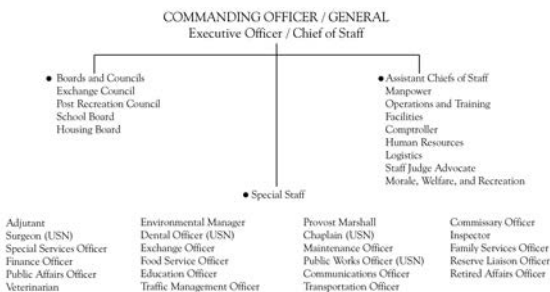 COMMANDING OFFICER / GENERAL
Executive Officer / Chief of Staff
● Boards and Councils
Exchange Council
Post Recreation Council
School Board
Housing Board
● Assistant Chiefs of Staff
Manpower
Operations and Training
Facilities
Comptroller
Human Resources
Logistics
Staff Judge Advocate
Morale, Welfare, and Recreation
● Special Staff
Adjutant
Surgeon (USN)
Special Services Officer
Finance Officer
Public Affairs Officer
Veterinarian
Environmental Manager
Dental Officer (USN)
Exchange Officer
Food Service Officer
Education Officer
Traffic Management Officer
Provost Marshall
Chaplain (USN)
Maintenance Officer
Public Works Officer (USN)
Communications Officer
Transportation Officer
Commissary Officer
Inspector
Family Services Officer
Reserve Liaison Officer
Retired Affairs Officer